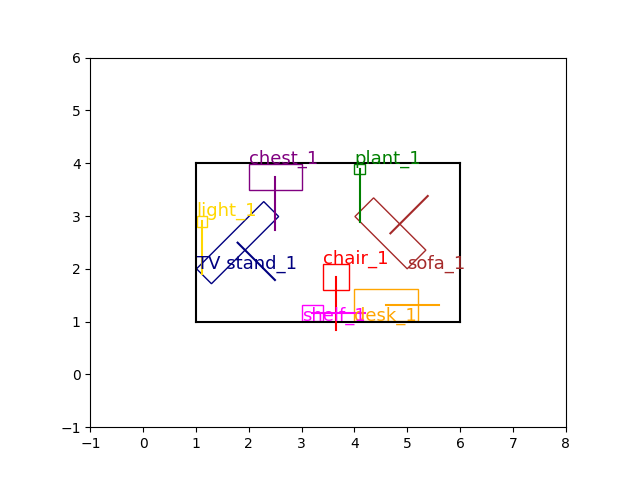 6
5
4
3
2
1
0
−1
−1 0 1 2 3 4 5 6 7 8
chest_1
plant_1
light_1
TV stand_1
chair_1
sofa_1
shelf_1
desk_1